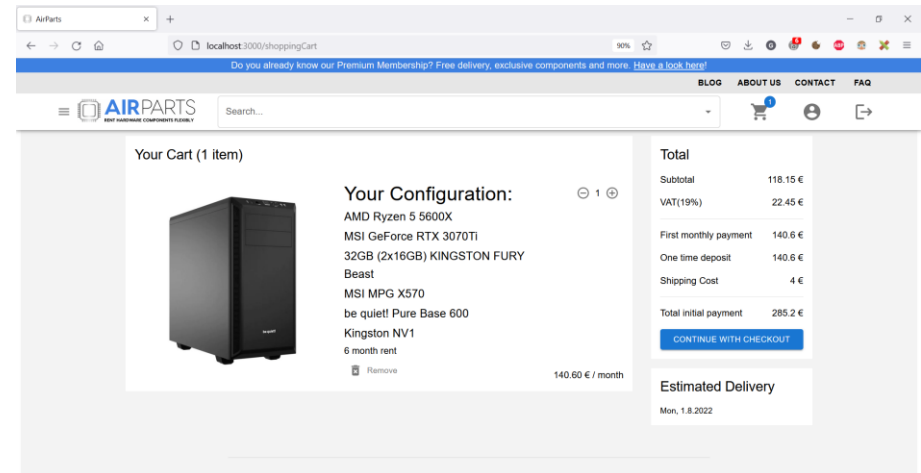 AirParts
localhost:3000/shoppingCart
90%
Do you already know our Premium Membership? Free delivery, exclusive components and more. Have a look here!
BLOG ABOUT US CONTACT FAQ
AIRPARTS
RENT HARDWARE COMPONENTS FLEXIBLY
Search...
1
Your Cart (1 item)
be quiet!
Your Configuration:
1
AMD Ryzen 5 5600X
MSI GeForce RTX 3070Ti
32GB (2x16GB) KINGSTON FURY
Beast
MSI MPG X570
be quiet! Pure Base 600
Kingston NV1
6 month rent
Remove
140.60 € / month
Total
Subtotal 118.15 €
VAT(19%) 22.45 €
First monthly payment 140.6 €
One time deposit 140.6 €
Shipping Cost 4 €
Total initial payment 285.2 €
CONTINUE WITH CHECKOUT
Estimated Delivery
Mon, 1.8.2022